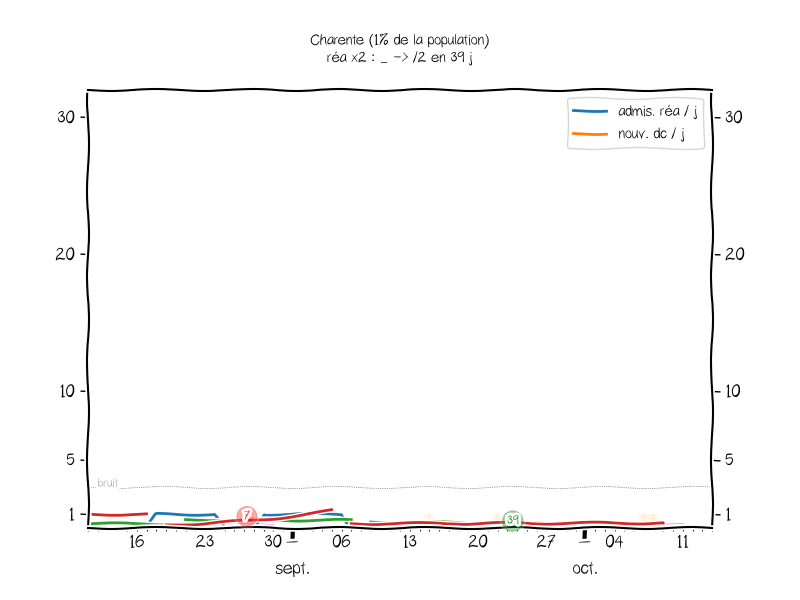 Charente (1% de la population)
réa x2 : _ -> /2 en 39 j
admis. réa / j
nouv. dc / j
30
30
20
20
10
10
5
5
bruit
1
1
7
39
16 23 30 06 13 20 27 04 11
sept. oct.